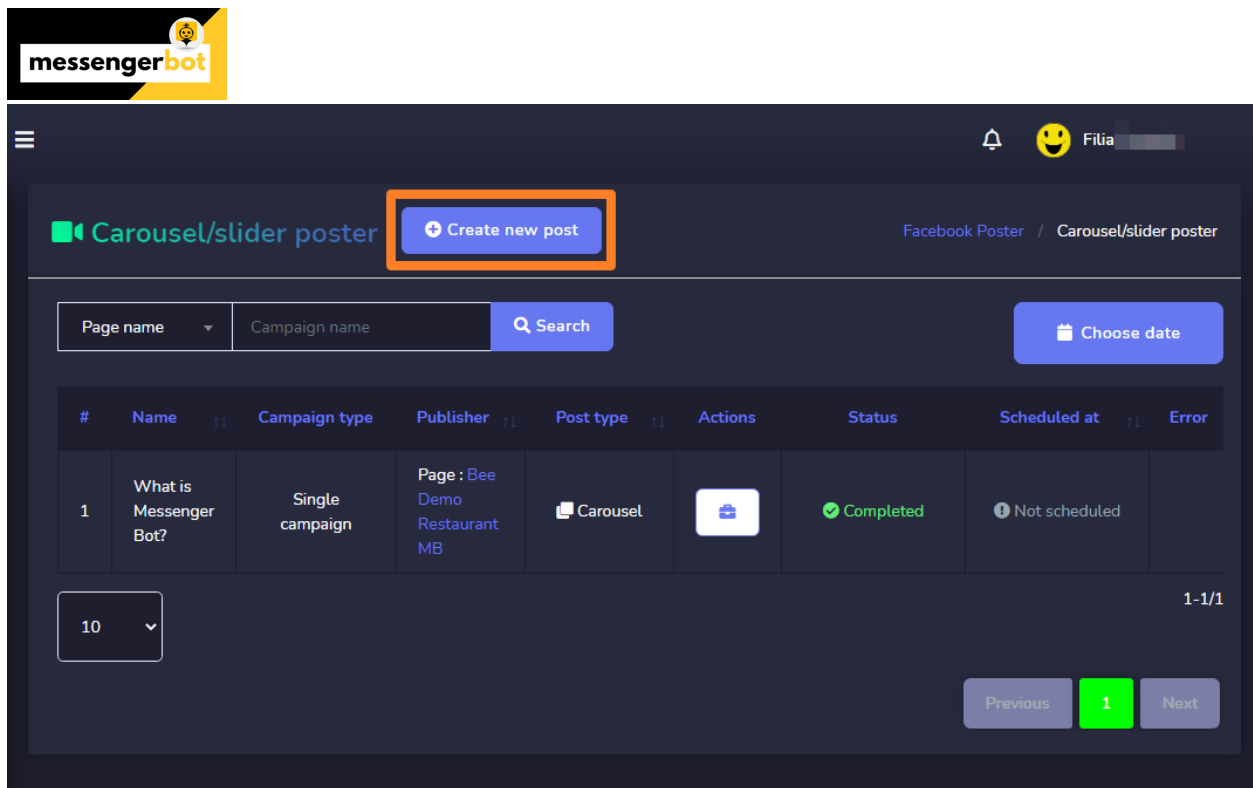 messengerbot
Filia
Carousel/slider poster
Create new post
Facebook Poster / Carousel/slider poster
Page name
Campaign name
Search
Choose date
# Name Campaign type Publisher Post type Actions Status Scheduled at Error
1
What is
Messenger
Bot?
Single
campaign
Page : Bee
Demo
Restaurant
MB
Carousel
Completed
Not scheduled
10
1-1/1
Previous 1 Next